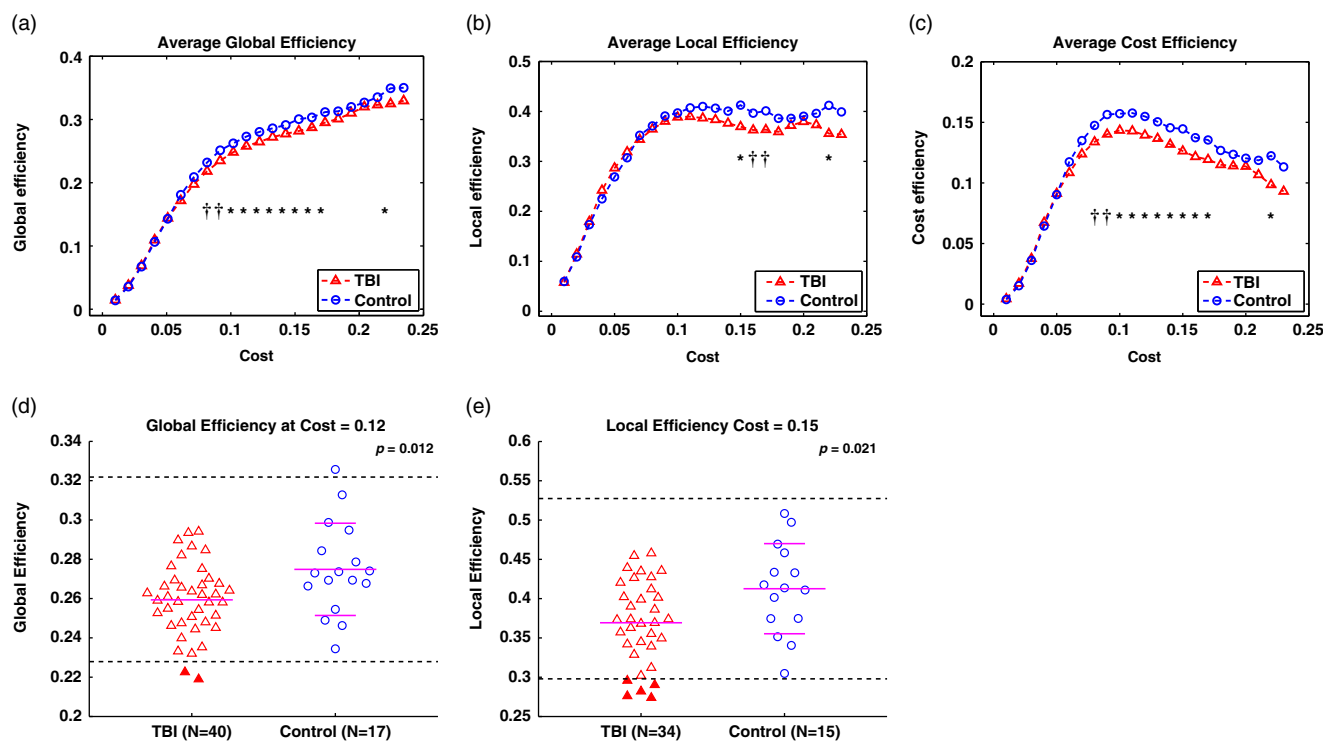 (a)
Average Global Efficiency
0.4
0.3
0.2
0.1
0
Global efficiency
††********
*
TBI
Control
0 0.05 0.1 0.15 0.2 0.25
Cost
(b)
Average Local Efficiency
0.5
0.4
0.3
0.2
0.1
0
Local efficiency
*††
*
TBI
Control
0 0.05 0.10 0.15 0.2 0.25
Cost
(c)
Average Cost Efficiency
0.2
0.15
0.1
0.05
0
Cost efficiency
††********
*
TBI
Control
0 0.05 0.1 0.15 0.2 0.25
Cost
(d)
Global Efficiency at Cost = 0.12
p = 0.012
0.34
0.32
0.3
0.28
0.26
0.24
0.22
0.2
Global Efficiency
TBI (N=40) Control (N=17)
(e)
Local Efficiency Cost = 0.15
p = 0.021
0.6
0.55
0.5
0.45
0.4
0.35
0.3
0.25
Local Efficiency
TBI (N=34) Control (N=15)